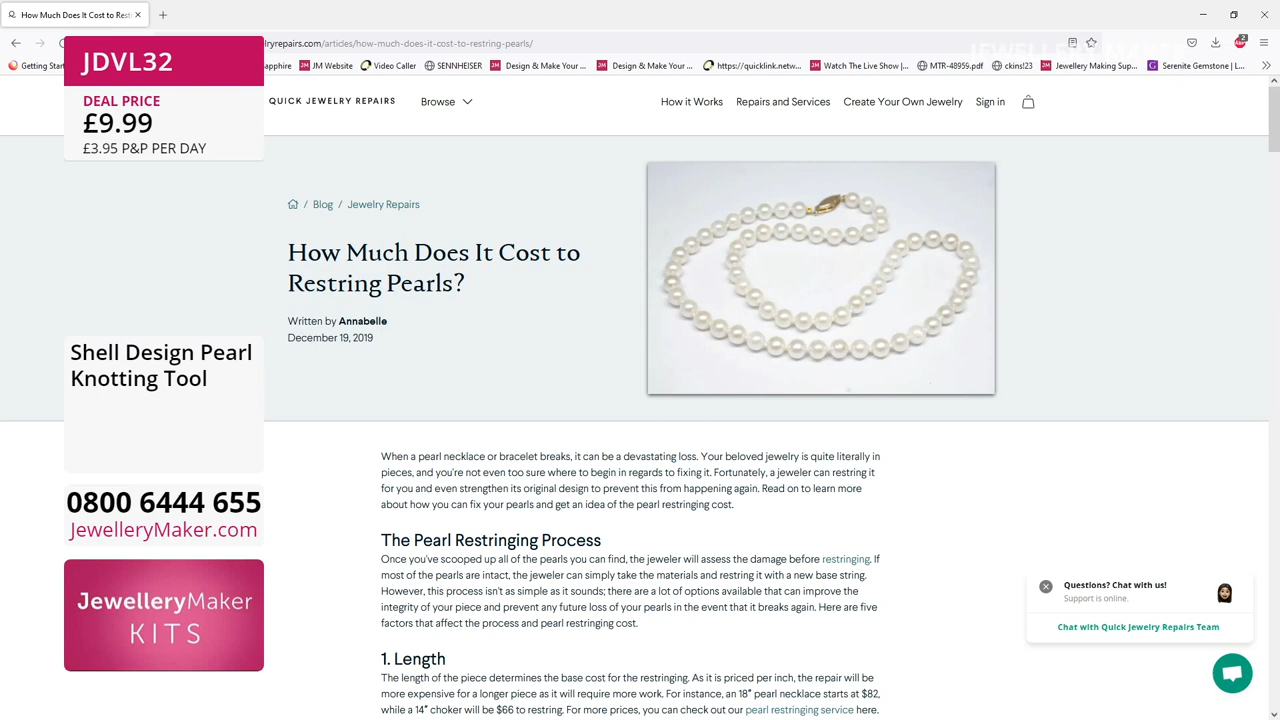 How Much Does It Cost to Rest
JDVL32
DEAL PRICE
£9.99
£3.95 P&P PER DAY
Shell Design Pearl
Knotting Tool
0800 6444 655
JewelleryMaker.com
JewelleryMaker
KITS
lryrepairs.com/articles/how-much-does-it-cost-to-restring-pearls/
2
Getting Start
apphire
JM Website
Video Caller
SENNHEISER
Design & Make Your ...
Design & Make Your ...
https://quicklink.netw...
Watch The Live Show |...
MTR-48959.pdf
ckins!23
Jewellery Making Sup...
Serenite Gemstone | L...
QUICK JEWELRY REPAIRS
Browse
How it Works
Repairs and Services
Create Your Own Jewelry
Sign in
/ Blog / Jewelry Repairs
How Much Does It Cost to
Restring Pearls?
Written by Annabelle
December 19, 2019
When a pearl necklace or bracelet breaks, it can be a devastating loss. Your beloved jewelry is quite literally in
pieces, and you're not even too sure where to begin in regards to fixing it. Fortunately, a jeweler can restring it
for you and even strengthen its original design to prevent this from happening again. Read on to learn more
about how you can fix your pearls and get an idea of the pearl restringing cost.
The Pearl Restringing Process
Once you've scooped up all of the pearls you can find, the jeweler will assess the damage before restringing. If
most of the pearls are intact, the jeweler can simply take the materials and restring it with a new base string.
However, this process isn't as simple as it sounds; there are a lot of options available that can improve the
integrity of your piece and prevent any future loss of your pearls in the event that it breaks again. Here are five
factors that affect the process and pearl restringing cost.
1. Length
The length of the piece determines the base cost for the restringing. As it is priced per inch, the repair will be
more expensive for a longer piece as it will require more work. For instance, an 18″ pearl necklace starts at $82,
while a 14″ choker will be $66 to restring. For more prices, you can check out our pearl restringing service here.
Questions? Chat with us!
Support is online.
Chat with Quick Jewelry Repairs Team